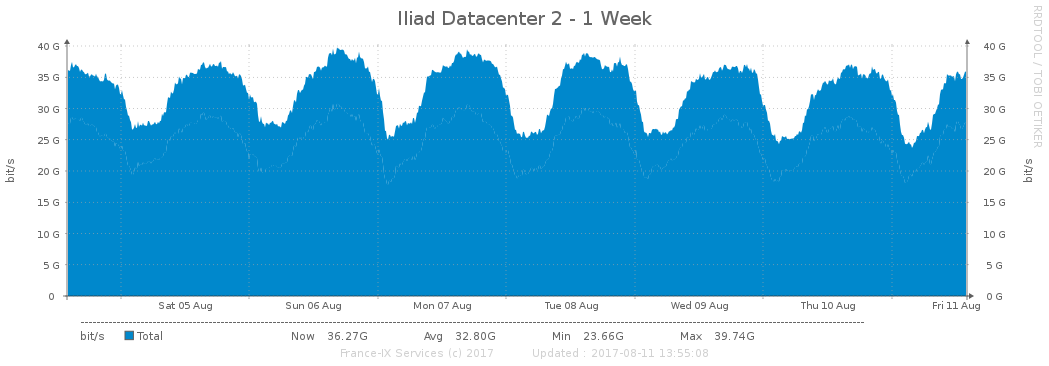 Iliad Datacenter 2 - 1 Week
RRDTOOL / TOBI OETIKER
40 G 40 G
35 G 35 G
30 G 30 G
25 G 25 G
20 G 20 G
15 G 15 G
10 G 10 G
5 G 5 G
0 0 G
bit/s bit/s
Sat 05 Aug Sun 06 Aug Mon 07 Aug Tue 08 Aug Wed 09 Aug Thu 10 Aug Fri 11 Aug
bit/s Total Now 36.27G Avg 32.80G Min 23.66G Max 39.74G
France-IX Services (c) 2017 Updated : 2017-08-11 13:55:08